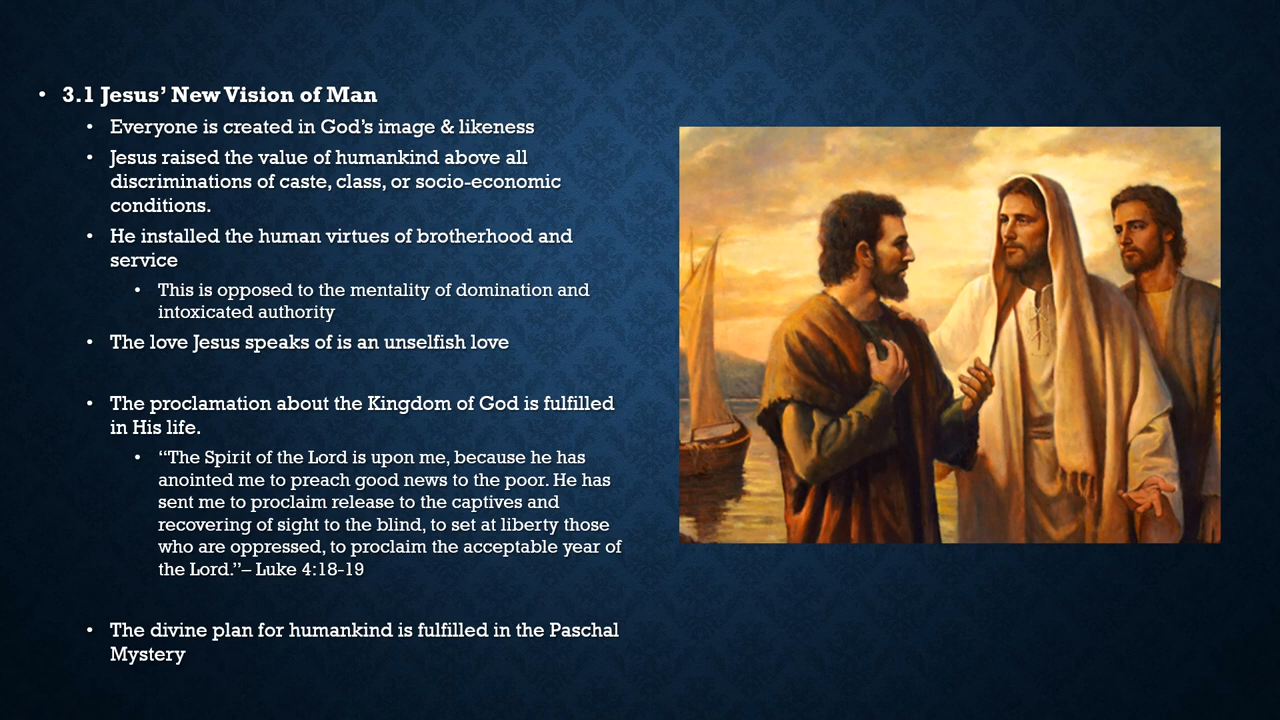 • 3.1 Jesus’ New Vision of Man
• Everyone is created in God’s image & likeness
• Jesus raised the value of humankind above all
discriminations of caste, class, or socio-economic
conditions.
• He installed the human virtues of brotherhood and
service
• This is opposed to the mentality of domination and
intoxicated authority
• The love Jesus speaks of is an unselfish love
• The proclamation about the Kingdom of God is fulfilled
in His life.
• “The Spirit of the Lord is upon me, because he has
anointed me to preach good news to the poor. He has
sent me to proclaim release to the captives and
recovering of sight to the blind, to set at liberty those
who are oppressed, to proclaim the acceptable year of
the Lord.”– Luke 4:18-19
• The divine plan for humankind is fulfilled in the Paschal
Mystery